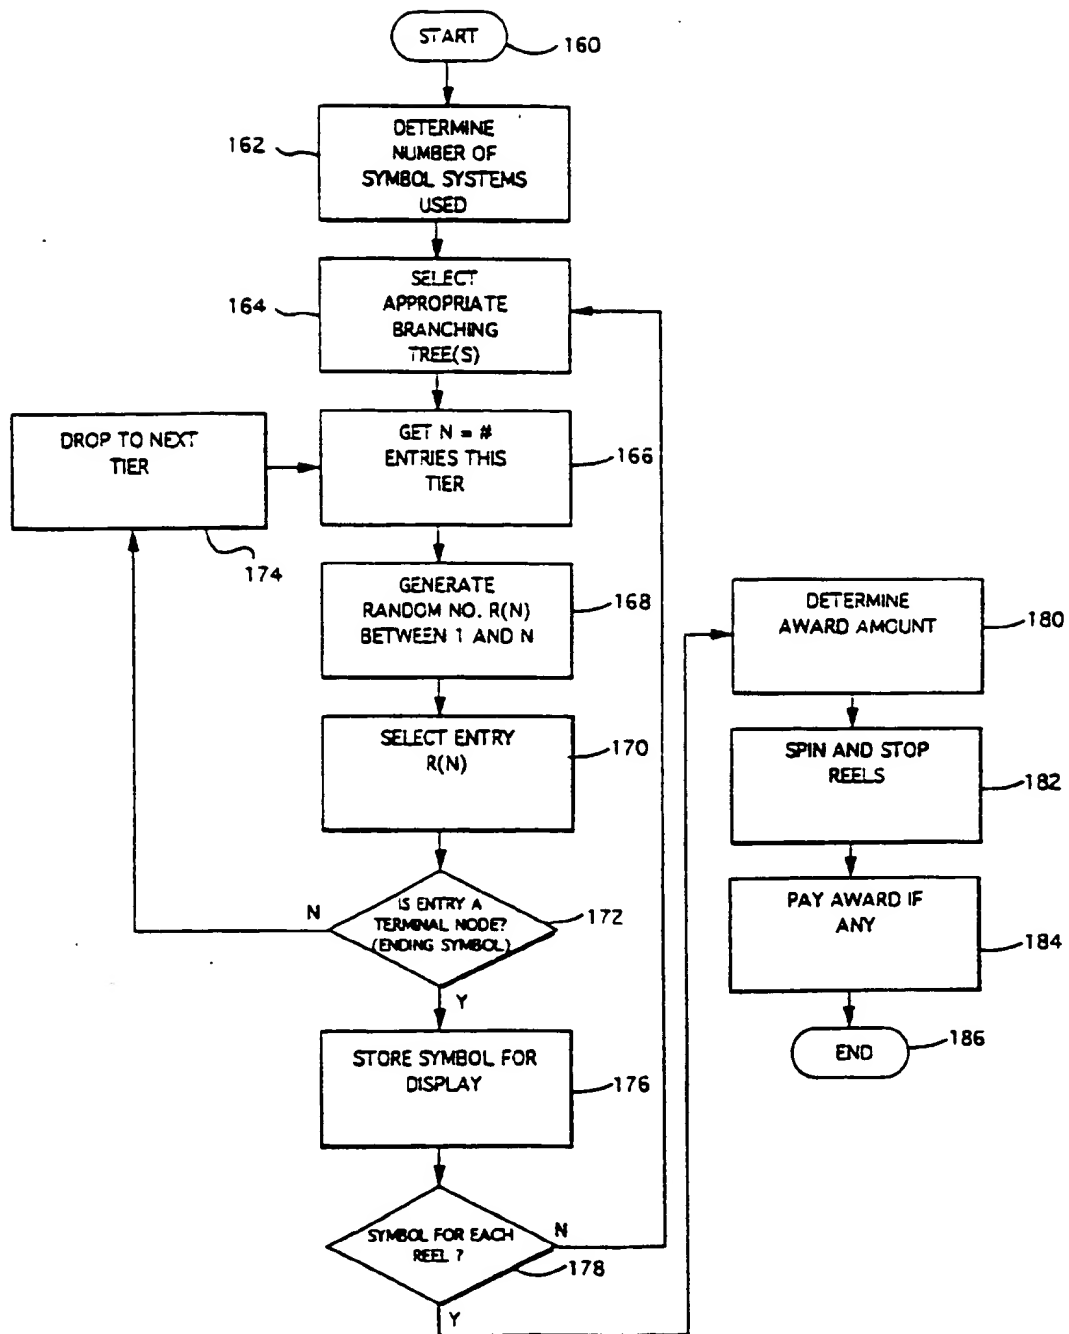 START
160
162
DETERMINE
NUMBER OF
SYMBOL SYSTEMS
USED
164
SELECT
APPROPRIATE
BRANCHING
TREE(S)
DROP TO NEXT
TIER
174
GET N = #
ENTRIES THIS
TIER
166
GENERATE
RANDOM NO. R(N)
BETWEEN 1 AND N
168
SELECT ENTRY
R(N)
170
IS ENTRY A
TERMINAL NODE?
(ENDING SYMBOL)
172
N
Y
STORE SYMBOL FOR
DISPLAY
176
SYMBOL FOR EACH
REEL ?
178
N
Y
DETERMINE
AWARD AMOUNT
180
SPIN AND STOP
REELS
182
PAY AWARD IF
ANY
184
END
186